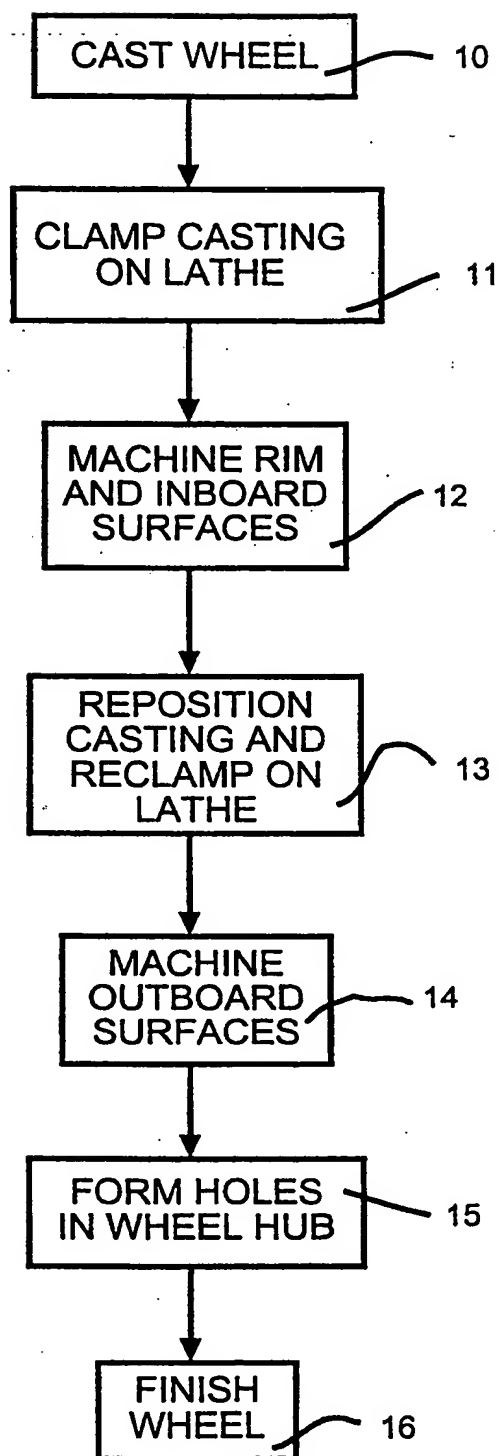 CAST WHEEL
10
CLAMP CASTING
ON LATHE
11
MACHINE RIM
AND INBOARD
SURFACES
12
REPOSITION
CASTING AND
RECLAMP ON
LATHE
13
MACHINE
OUTBOARD
SURFACES
14
FORM HOLES
IN WHEEL HUB
15
FINISH
WHEEL
16